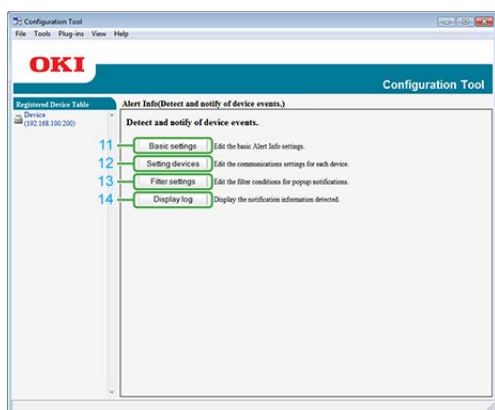 Configuration Tool
File Tools Plug-ins View Help
OKI
Configuration Tool
Registered Device Table
Device
(192.168.100.200)
Alert Info(Detect and notify of device events.)
Detect and notify of device events.
11 Basic settings Edit the basic Alert Info settings.
12 Setting devices Edit the communications settings for each device.
13 Filter settings Edit the filter conditions for popup notifications.
14 Display log Display the notification information detected.